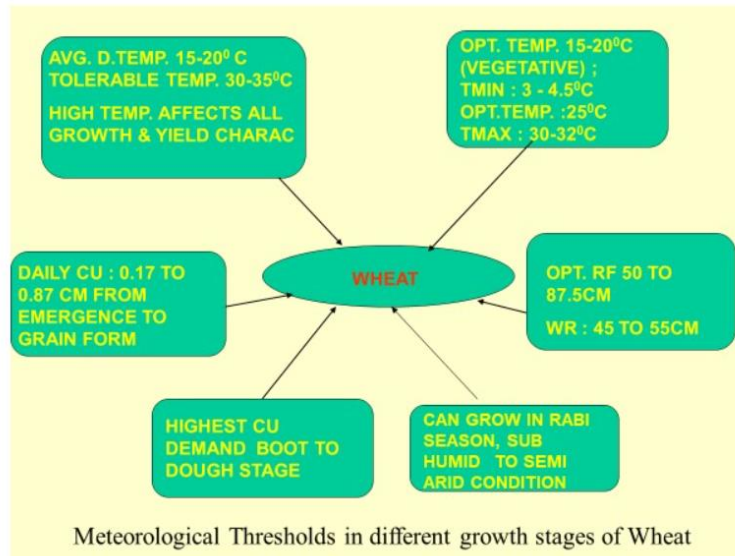 AVG. D.TEMP. 15-20⁰ C
TOLERABLE TEMP. 30-35⁰C
HIGH TEMP. AFFECTS ALL
GROWTH & YIELD CHARAC
OPT. TEMP. 15-20⁰C
(VEGETATIVE) ;
TMIN : 3 - 4.5⁰C
OPT.TEMP. :25⁰C
TMAX : 30-32⁰C
DAILY CU : 0.17 TO
0.87 CM FROM
EMERGENCE TO
GRAIN FORM
WHEAT
OPT. RF 50 TO
87.5CM
WR : 45 TO 55CM
HIGHEST CU
DEMAND BOOT TO
DOUGH STAGE
CAN GROW IN RABI
SEASON, SUB
HUMID TO SEMI
ARID CONDITION
Meteorological Thresholds in different growth stages of Wheat